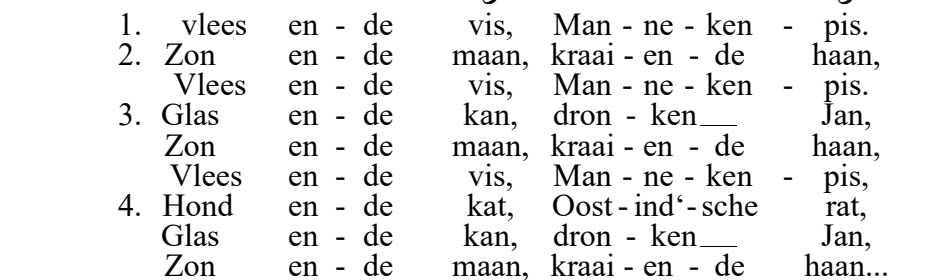 1. vlees en - de vis, Man - ne - ken - pis.
2. Zon en - de maan, kraai - en - de haan,
Vlees en - de vis, Man - ne - ken - pis.
3. Glas en - de kan, dron - ken__ Jan,
Zon en - de maan, kraai - en - de haan,
Vlees en - de vis, Man - ne - ken - pis,
4. Hond en - de kat, Oost - ind‘ - sche rat,
Glas en - de kan, dron - ken__ Jan,
Zon en - de maan, kraai - en - de haan...